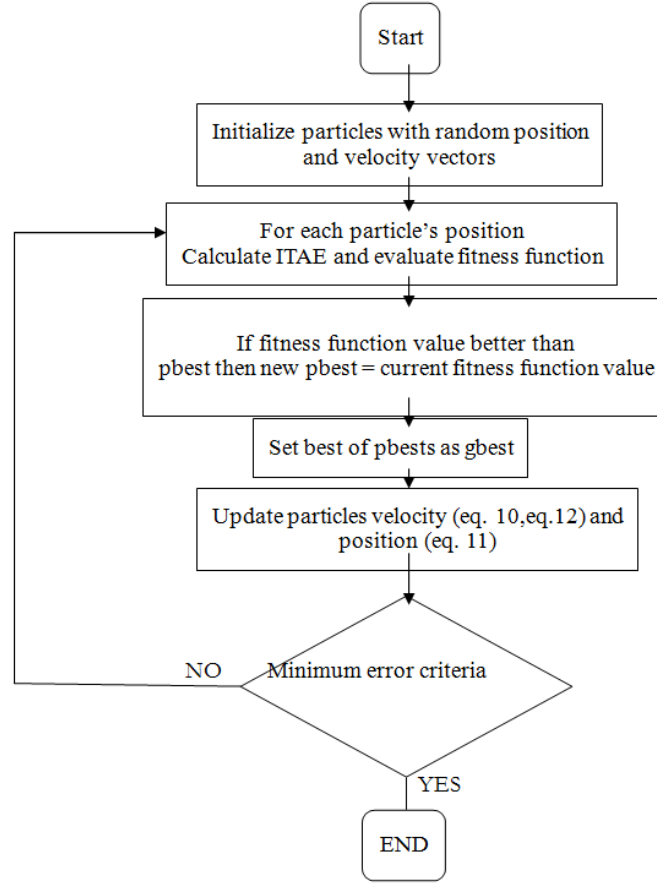 Start
Initialize particles with random position
and velocity vectors
For each particle’s position
Calculate ITAE and evaluate fitness function
If fitness function value better than
pbest then new pbest = current fitness function value
Set best of pbests as gbest
Update particles velocity (eq. 10,eq.12) and
position (eq. 11)
NO
Minimum error criteria
YES
END